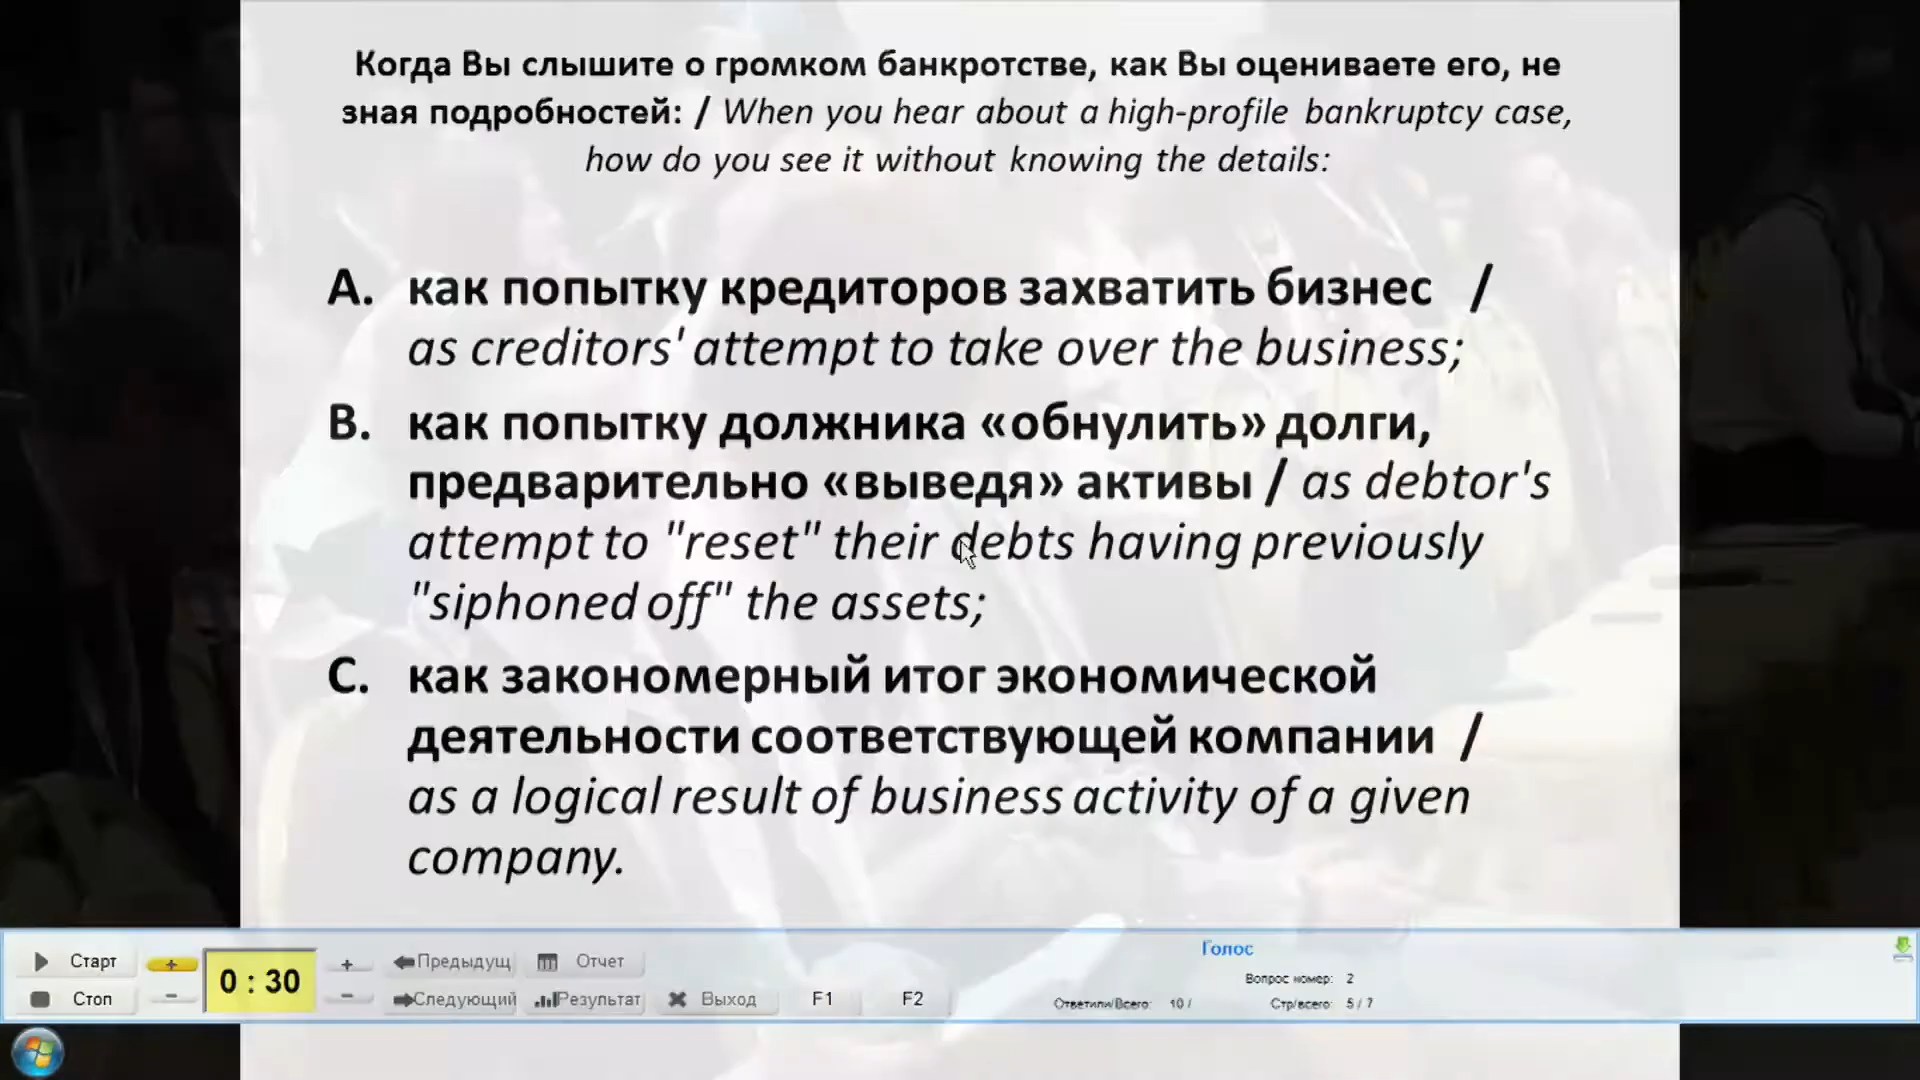 Когда Вы слышите о громком банкротстве, как Вы оцениваете его, не
зная подробностей: / When you hear about a high-profile bankruptcy case,
how do you see it without knowing the details:
A. как попытку кредиторов захватить бизнес /
as creditors' attempt to take over the business;
B. как попытку должника «обнулить» долги,
предварительно «выведя» активы / as debtor's
attempt to "reset" their debts having previously
"siphoned off" the assets;
C. как закономерный итог экономической
деятельности соответствующей компании /
as a logical result of business activity of a given
company.
Старт + 0 : 30 + Предыдущ Отчет Голос
Вопрос номер: 2
Стоп - - Следующий Результат Выход F1 F2 Ответили/Всего: 10 / Стр/всего: 5 / 7